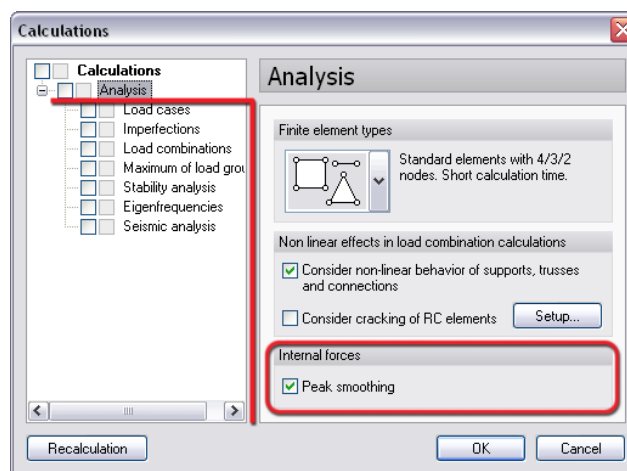 Calculations
Calculations
Analysis
Load cases
Imperfections
Load combinations
Maximum of load grou
Stability analysis
Eigenfrequencies
Seismic analysis
Analysis
Finite element types
Standard elements with 4/3/2
nodes. Short calculation time.
Non linear effects in load combination calculations
Consider non-linear behavior of supports, trusses
and connections
Consider cracking of RC elements
Setup...
Internal forces
Peak smoothing
Recalculation
OK
Cancel